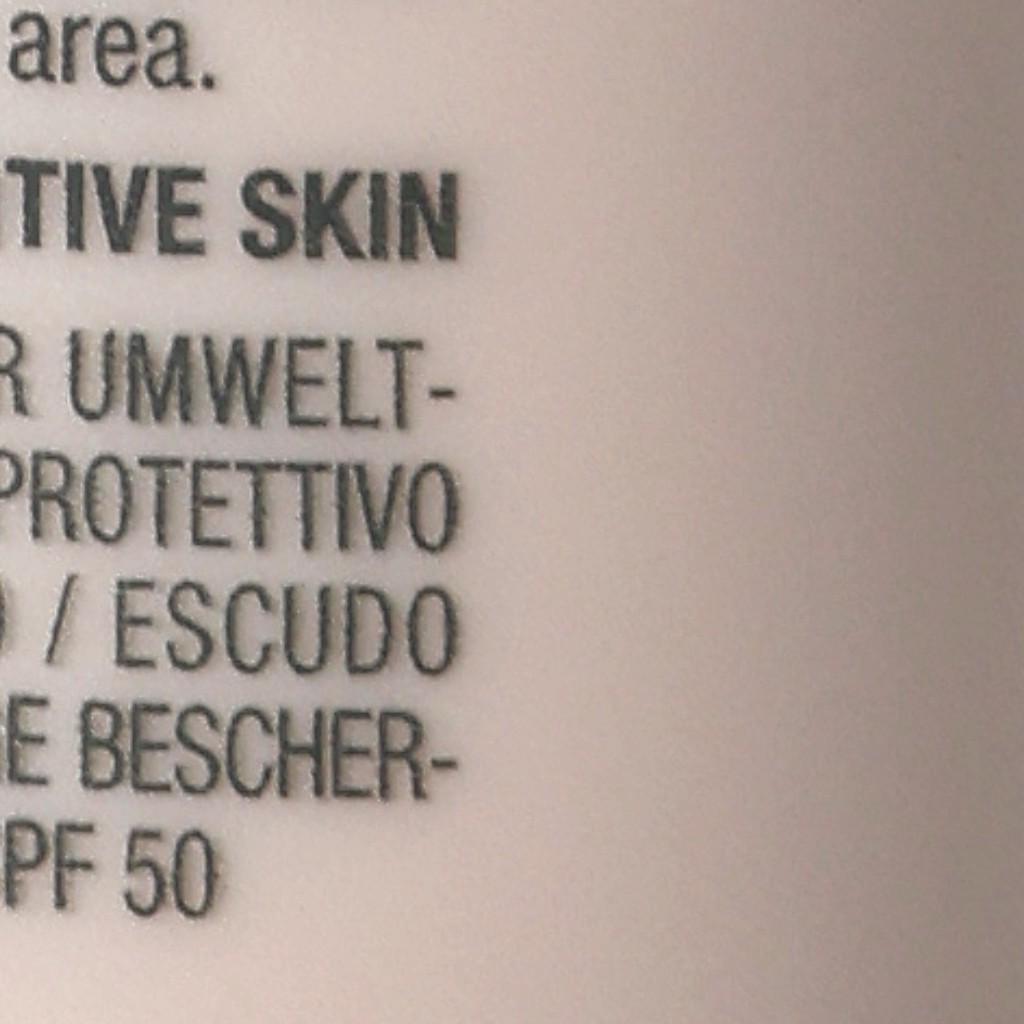 area.
TIVE SKIN
R UMWELT-
PROTETTIVO
/ ESCUDO
E BESCHER-
PF 50